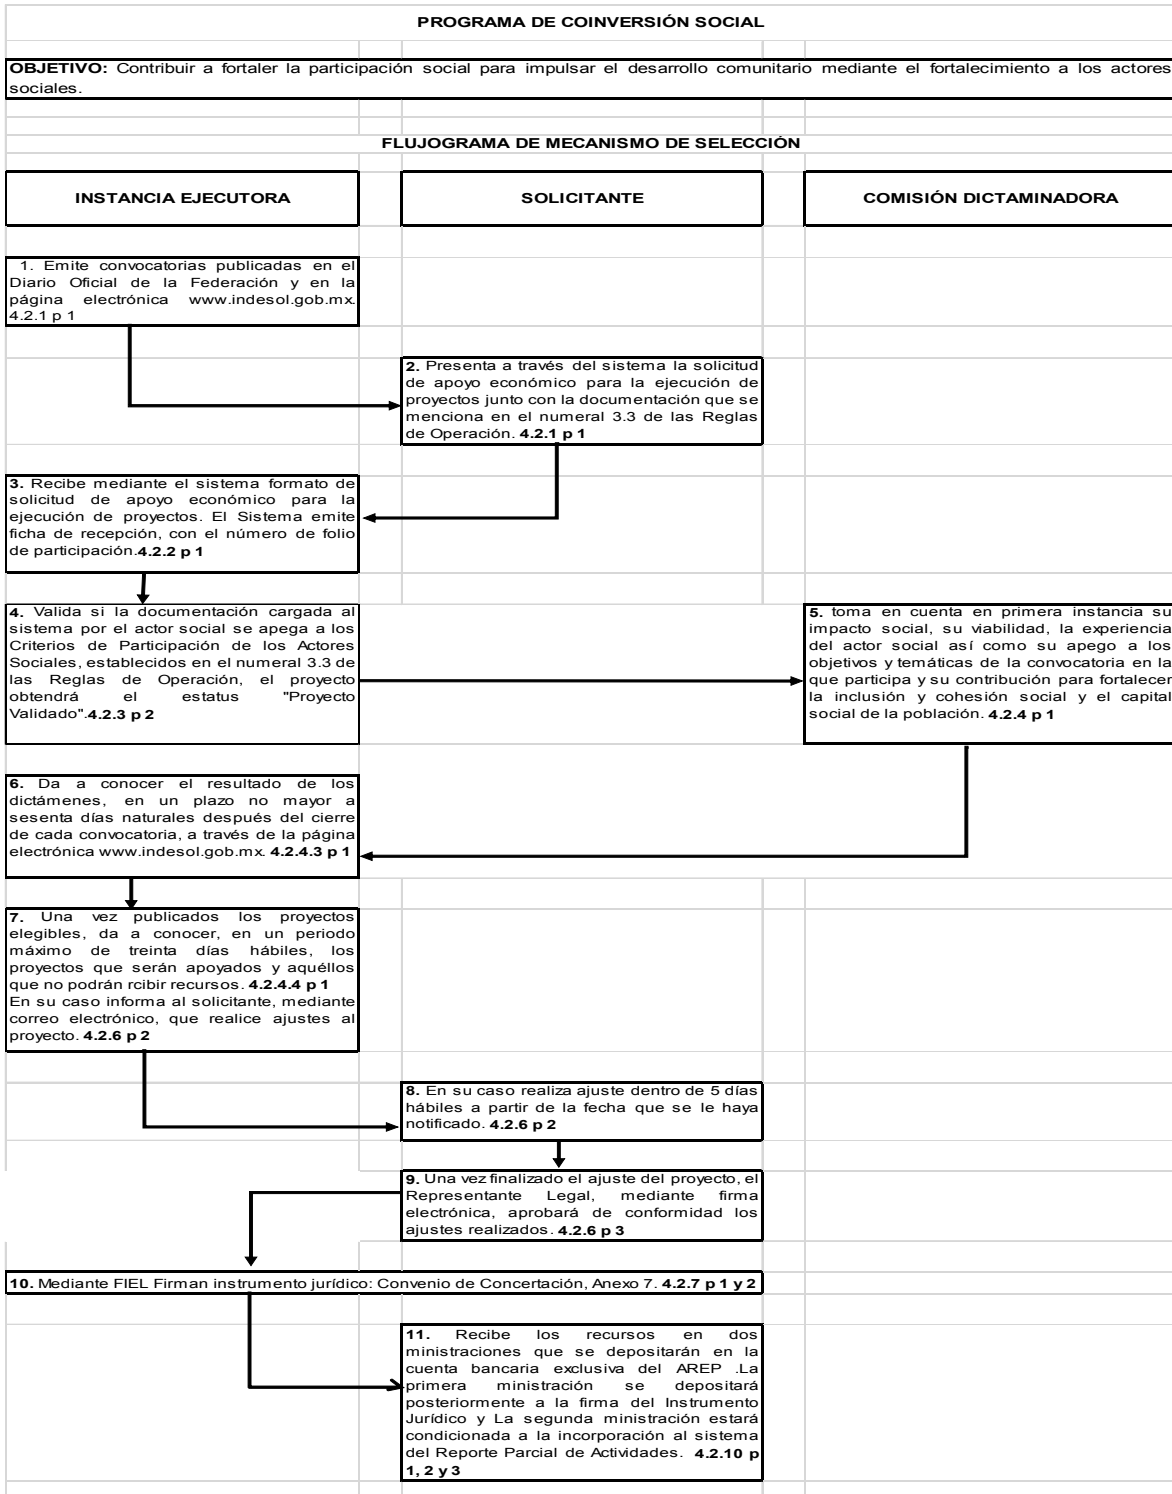 PROGRAMA DE COINVERSIÓN SOCIAL
OBJETIVO: Contribuir a fortaler la participación social para impulsar el desarrollo comunitario mediante el fortalecimiento a los actores
sociales.
FLUJOGRAMA DE MECANISMO DE SELECCIÓN
INSTANCIA EJECUTORA
SOLICITANTE
COMISIÓN DICTAMINADORA
1. Emite convocatorias publicadas en el
Diario Oficial de la Federación y en la
página electrónica www.indesol.gob.mx.
4.2.1 p 1
2. Presenta a través del sistema la solicitud
de apoyo económico para la ejecución de
proyectos junto con la documentación que se
menciona en el numeral 3.3 de las Reglas
de Operación. 4.2.1 p 1
3. Recibe mediante el sistema formato de
solicitud de apoyo económico para la
ejecución de proyectos. El Sistema emite
ficha de recepción, con el número de folio
de participación.4.2.2 p 1
4. Valida si la documentación cargada al
sistema por el actor social se apega a los
Criterios de Participación de los Actores
Sociales, establecidos en el numeral 3.3 de
las Reglas de Operación, el proyecto
obtendrá el estatus "Proyecto
Validado".4.2.3 p 2
5. toma en cuenta en primera instancia su
impacto social, su viabilidad, la experiencia
del actor social así como su apego a los
objetivos y temáticas de la convocatoria en la
que participa y su contribución para fortalecer
la inclusión y cohesión social y el capital
social de la población. 4.2.4 p 1
6. Da a conocer el resultado de los
dictámenes, en un plazo no mayor a
sesenta días naturales después del cierre
de cada convocatoria, a través de la página
electrónica www.indesol.gob.mx. 4.2.4.3 p 1
7. Una vez publicados los proyectos
elegibles, da a conocer, en un periodo
máximo de treinta días hábiles, los
proyectos que serán apoyados y aquéllos
que no podrán rcibir recursos. 4.2.4.4 p 1
En su caso informa al solicitante, mediante
correo electrónico, que realice ajustes al
proyecto. 4.2.6 p 2
8. En su caso realiza ajuste dentro de 5 días
hábiles a partir de la fecha que se le haya
notificado. 4.2.6 p 2
9. Una vez finalizado el ajuste del proyecto, el
Representante Legal, mediante firma
electrónica, aprobará de conformidad los
ajustes realizados. 4.2.6 p 3
10. Mediante FIEL Firman instrumento jurídico: Convenio de Concertación, Anexo 7. 4.2.7 p 1 y 2
11. Recibe los recursos en dos
ministraciones que se depositarán en la
cuenta bancaria exclusiva del AREP .La
primera ministración se depositará
posteriormente a la firma del Instrumento
Jurídico y La segunda ministración estará
condicionada a la incorporación al sistema
del Reporte Parcial de Actividades. 4.2.10 p
1, 2 y 3